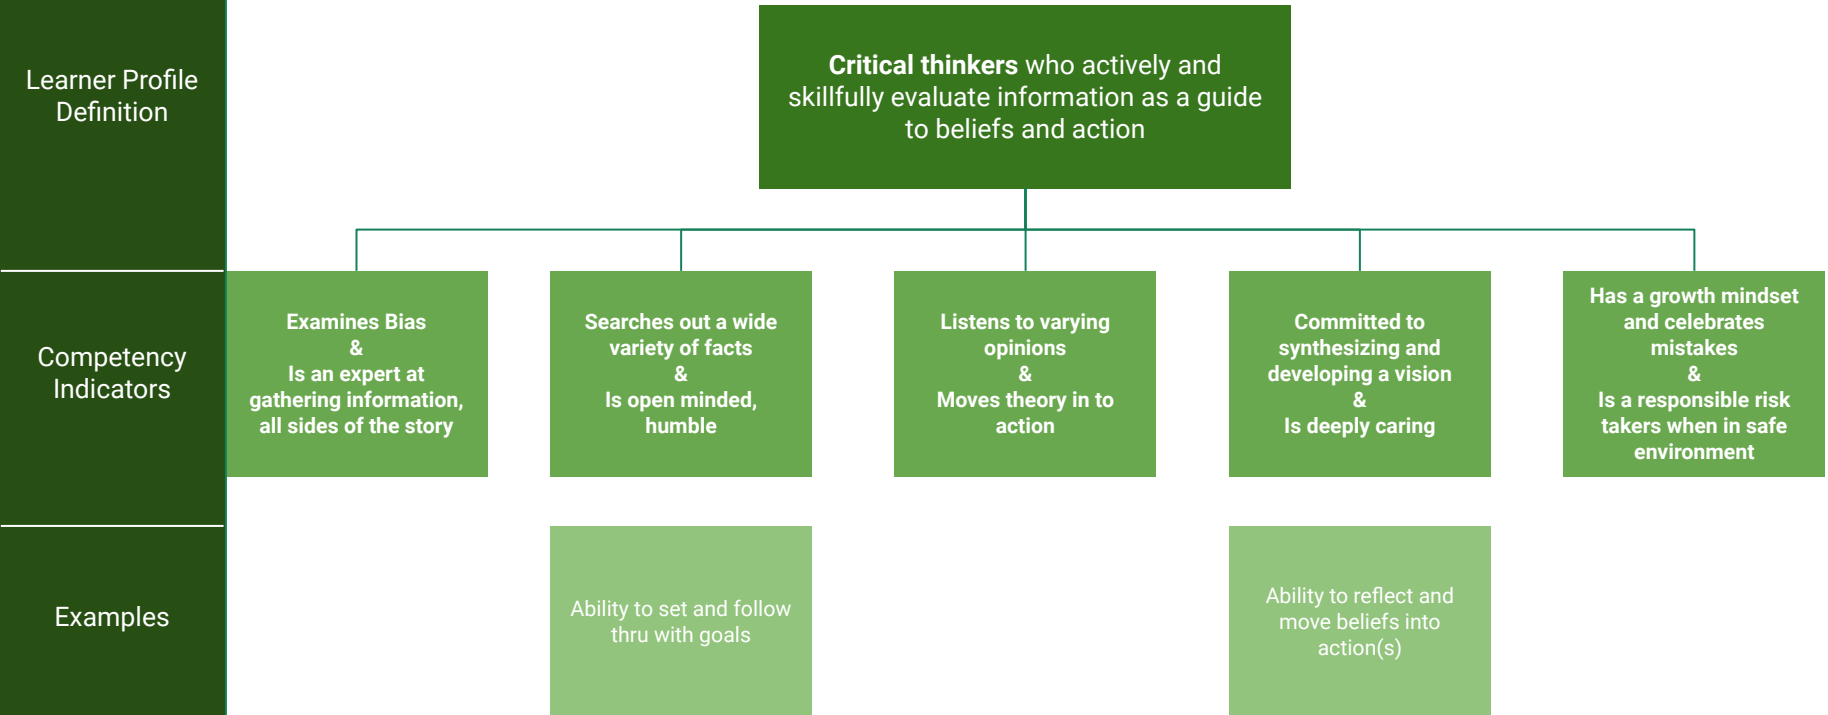 Learner Profile
Definition
Critical thinkers who actively and
skillfully evaluate information as a guide
to beliefs and action
Competency
Indicators
Examines Bias
&
Is an expert at
gathering information,
all sides of the story
Searches out a wide
variety of facts
&
Is open minded,
humble
Listens to varying
opinions
&
Moves theory in to
action
Committed to
synthesizing and
developing a vision
&
Is deeply caring
Has a growth mindset
and celebrates
mistakes
&
Is a responsible risk
takers when in safe
environment
Examples
Ability to set and follow
thru with goals
Ability to reflect and
move beliefs into
action(s)